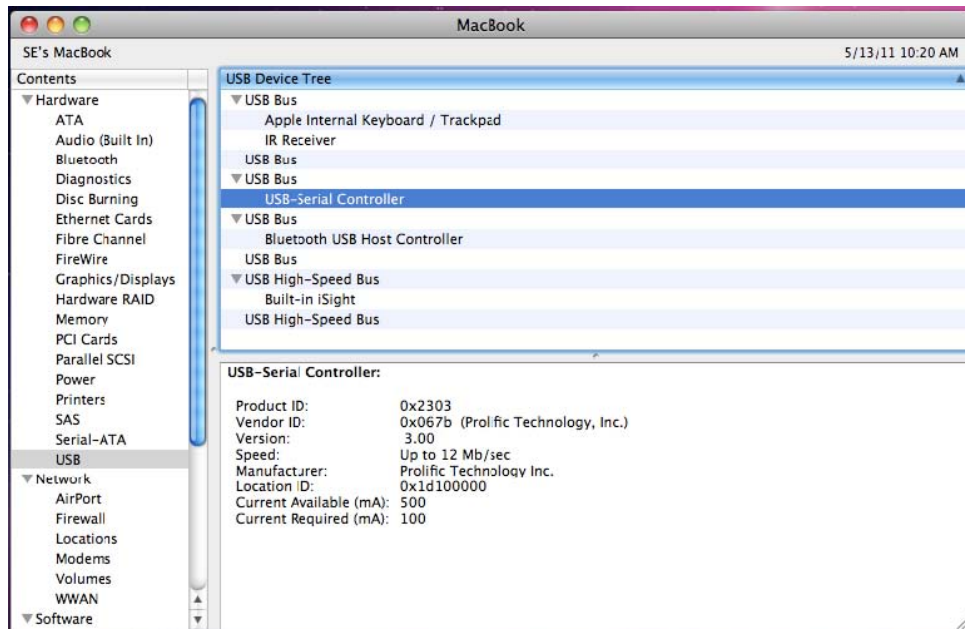 MacBook
SE's MacBook 5/13/11 10:20 AM
Contents
Hardware
ATA
Audio (Built In)
Bluetooth
Diagnostics
Disc Burning
Ethernet Cards
Fibre Channel
FireWire
Graphics/Displays
Hardware RAID
Memory
PCI Cards
Parallel SCSI
Power
Printers
SAS
Serial-ATA
USB
Network
AirPort
Firewall
Locations
Modems
Volumes
WWAN
Software
USB Device Tree
USB Bus
Apple Internal Keyboard / Trackpad
IR Receiver
USB Bus
USB Bus
USB-Serial Controller
USB Bus
Bluetooth USB Host Controller
USB Bus
USB High-Speed Bus
Built-in iSight
USB High-Speed Bus
USB-Serial Controller:
Product ID: 0x2303
Vendor ID: 0x067b (Prolific Technology, Inc.)
Version: 3.00
Speed: Up to 12 Mb/sec
Manufacturer: Prolific Technology Inc.
Location ID: 0x1d100000
Current Available (mA): 500
Current Required (mA): 100